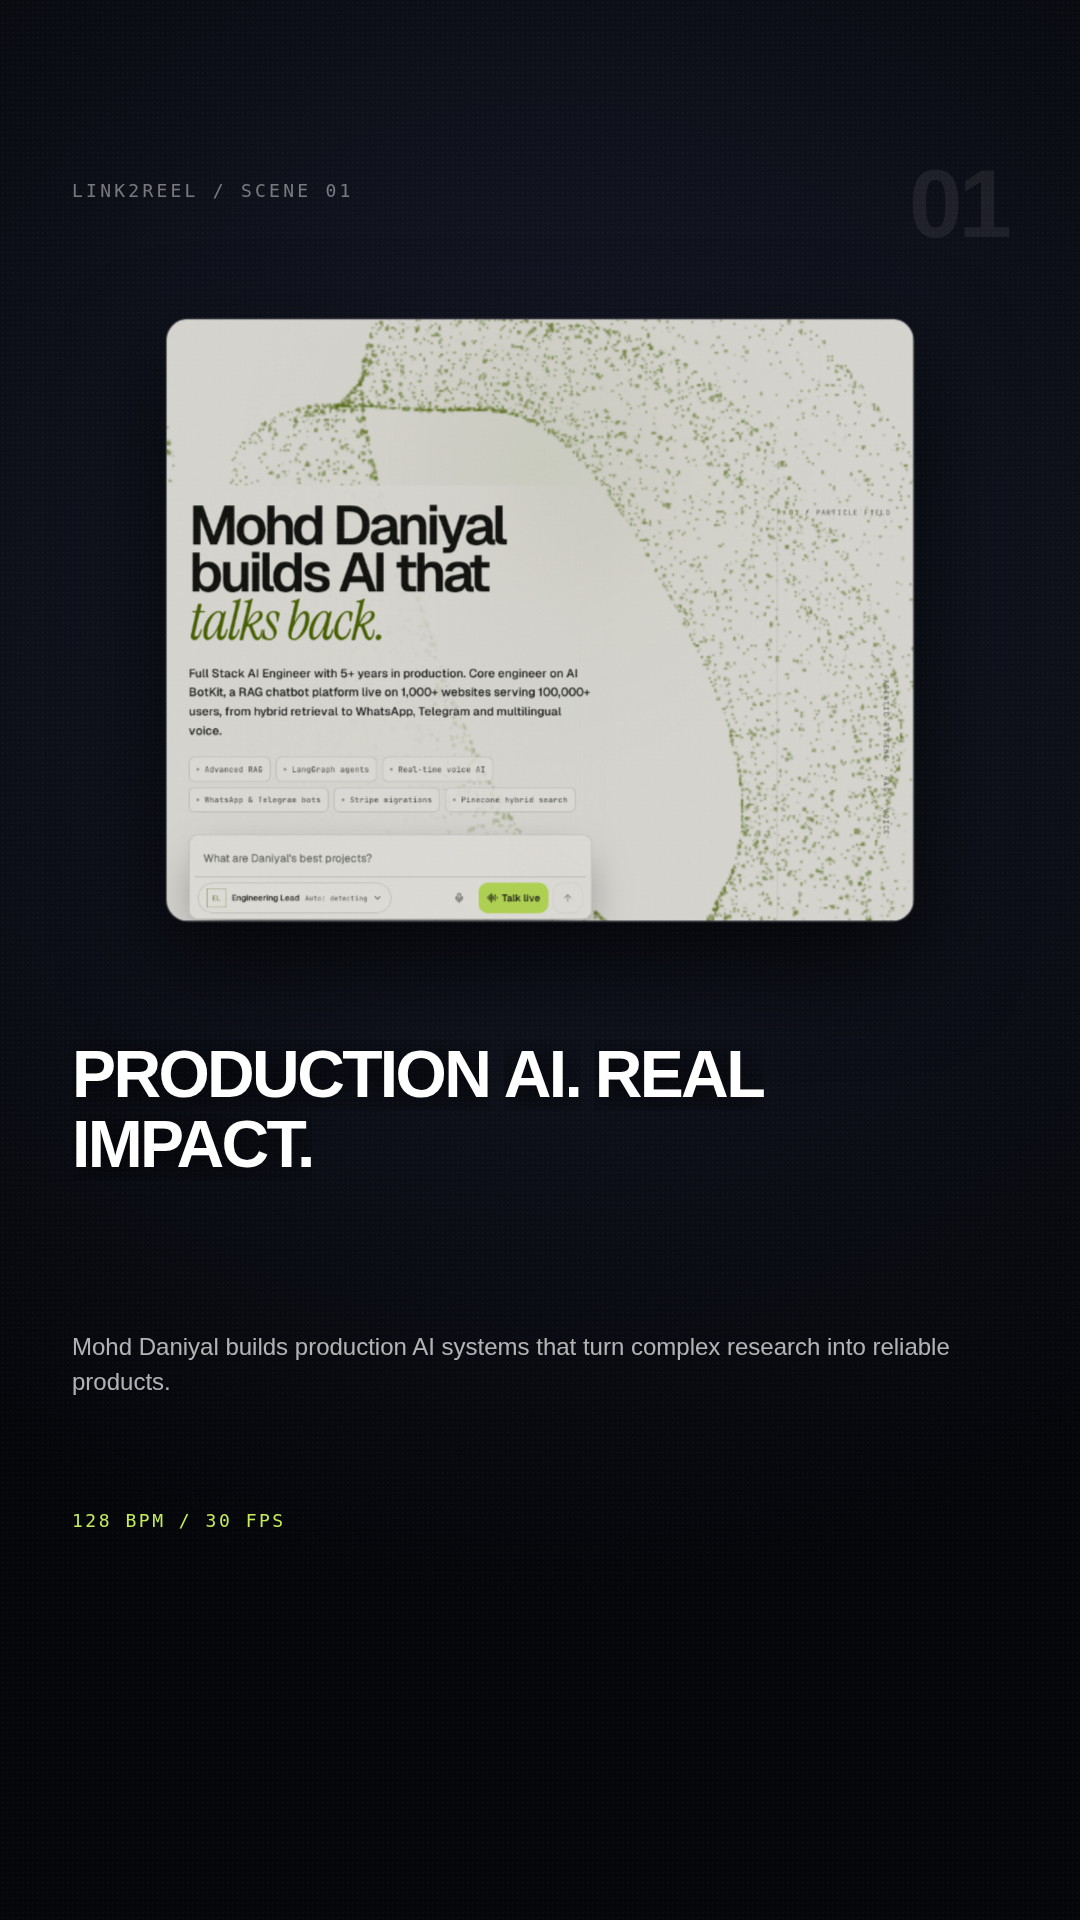 LINK2REEL / SCENE 01
01
/ PARTICLE FIELD
Mohd Daniyal
builds AI that
talks back.
Full Stack AI Engineer with 5+ years in production. Core engineer on AI
BotKit, a RAG chatbot platform live on 1,000+ websites serving 100,000+
users, from hybrid retrieval to WhatsApp, Telegram and multilingual
voice.
+ Advanced RAG + LangGraph agents + Real-time voice AI
+ WhatsApp & Telegram bots + Stripe migrations + Pinecone hybrid search
What are Daniyal's best projects?
EL Engineering Lead Auto: detecting Talk live
PRODUCTION AI. REAL
IMPACT.
Mohd Daniyal builds production AI systems that turn complex research into reliable
products.
128 BPM / 30 FPS